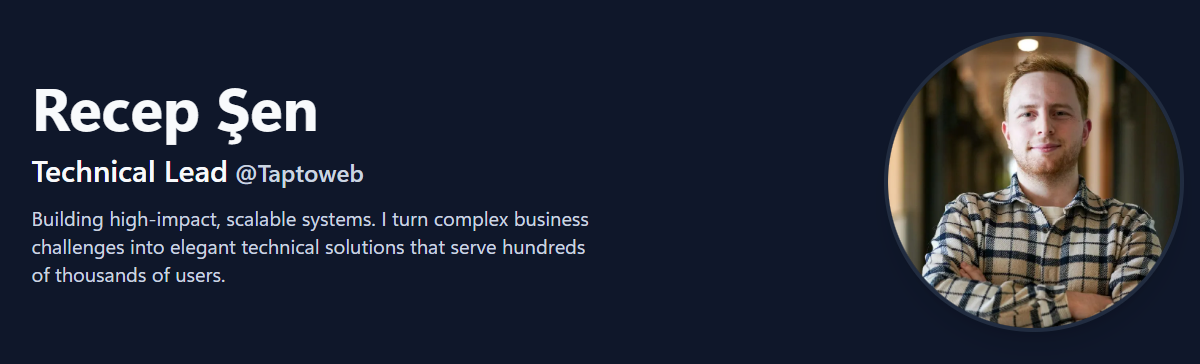 Recep Şen
Technical Lead @Taptoweb
Building high-impact, scalable systems. I turn complex business
challenges into elegant technical solutions that serve hundreds
of thousands of users.